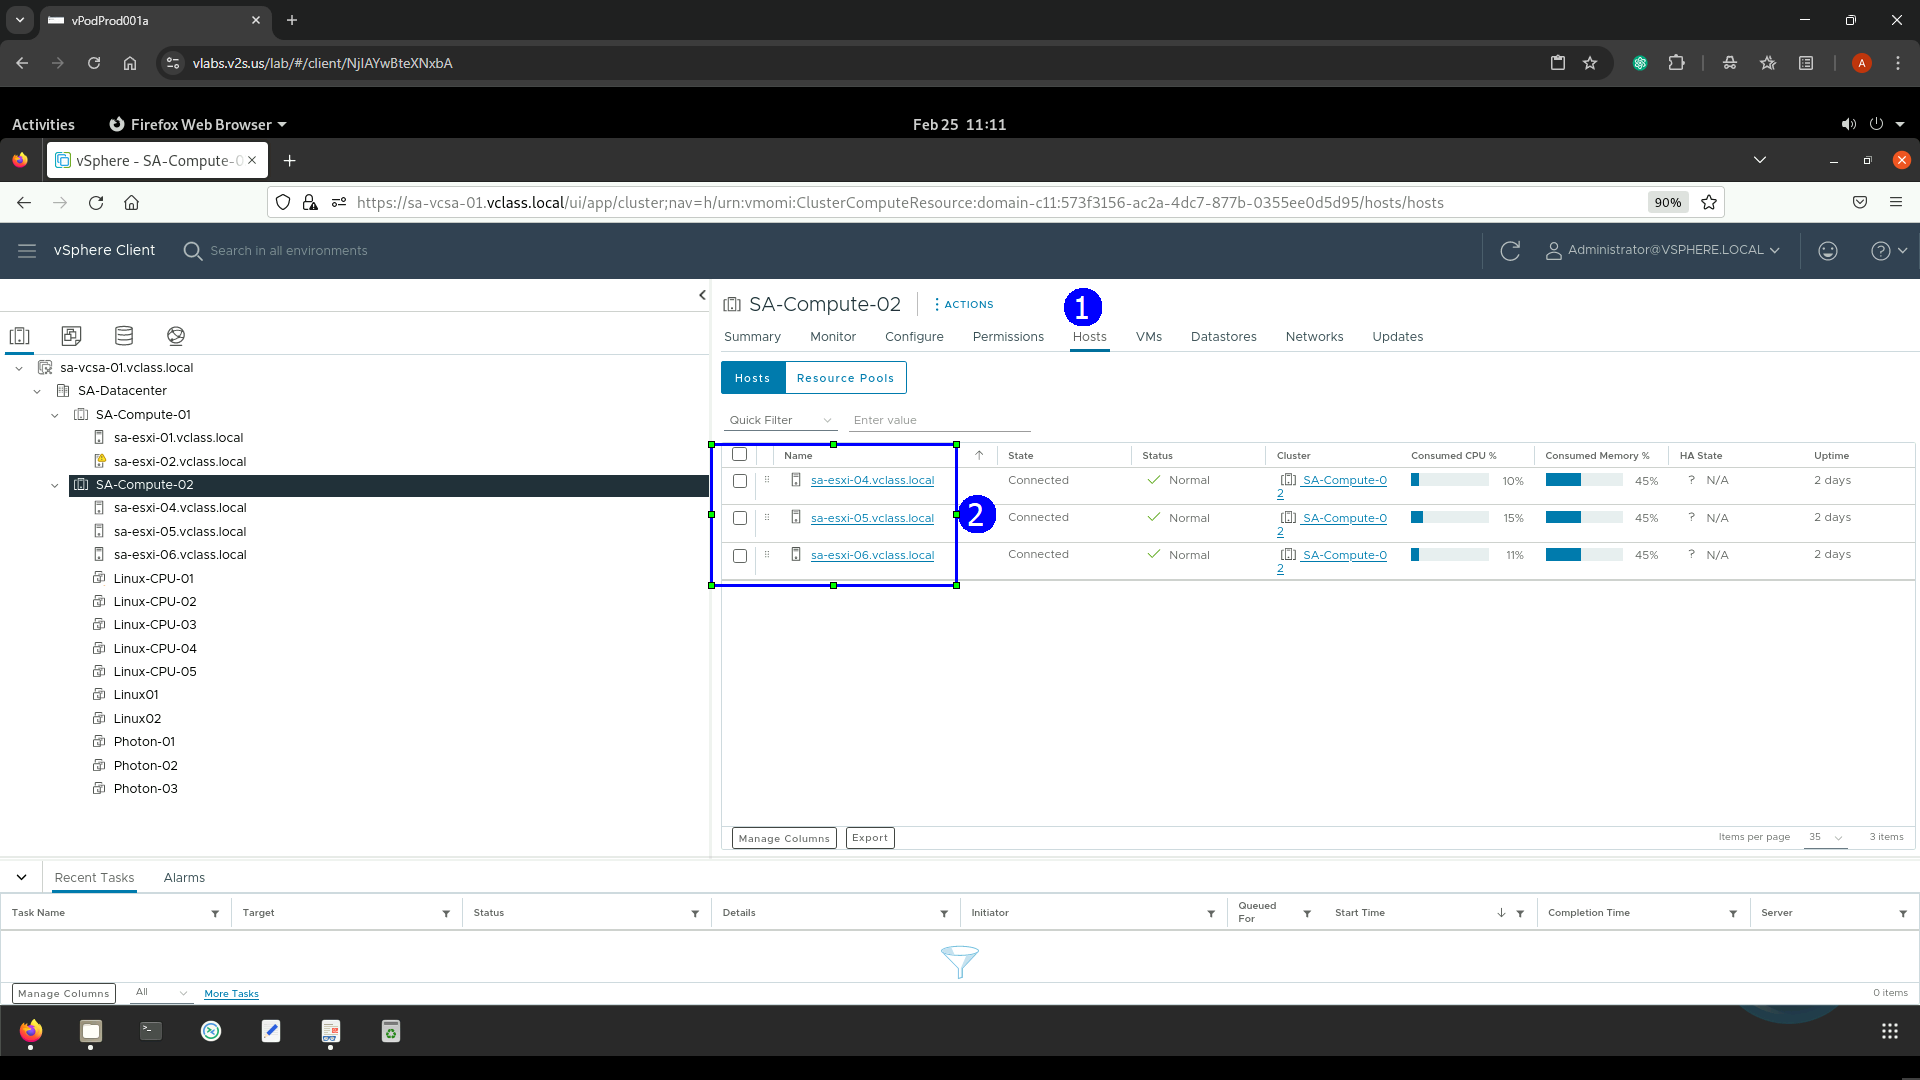 vPodProd001a
vlabs.v2s.us/lab/#/client/NjIAYwBteXNxbA
A
Activities
Firefox Web Browser
Feb 25 11:11
vSphere - SA-Compute-0
https://sa-vcsa-01.vclass.local/ui/app/cluster;nav=h/urn:vmomi:ClusterComputeResource:domain-c11:573f3156-ac2a-4dc7-877b-0355ee0d5d95/hosts/hosts
90%
vSphere Client
Search in all environments
Administrator@VSPHERE.LOCAL
sa-vcsa-01.vclass.local
SA-Datacenter
SA-Compute-01
sa-esxi-01.vclass.local
sa-esxi-02.vclass.local
SA-Compute-02
sa-esxi-04.vclass.local
sa-esxi-05.vclass.local
sa-esxi-06.vclass.local
Linux-CPU-01
Linux-CPU-02
Linux-CPU-03
Linux-CPU-04
Linux-CPU-05
Linux01
Linux02
Photon-01
Photon-02
Photon-03
SA-Compute-02
ACTIONS
1
Summary Monitor Configure Permissions Hosts VMs Datastores Networks Updates
Hosts Resource Pools
Quick Filter Enter value
Name State Status Cluster Consumed CPU % Consumed Memory % HA State Uptime
sa-esxi-04.vclass.local Connected Normal SA-Compute-02 10% 45% ? N/A 2 days
sa-esxi-05.vclass.local Connected Normal SA-Compute-02 15% 45% ? N/A 2 days
2
sa-esxi-06.vclass.local Connected Normal SA-Compute-02 11% 45% ? N/A 2 days
Manage Columns Export Items per page 35 3 items
Recent Tasks Alarms
Task Name Target Status Details Initiator Queued For Start Time Completion Time Server
Manage Columns All More Tasks 0 items